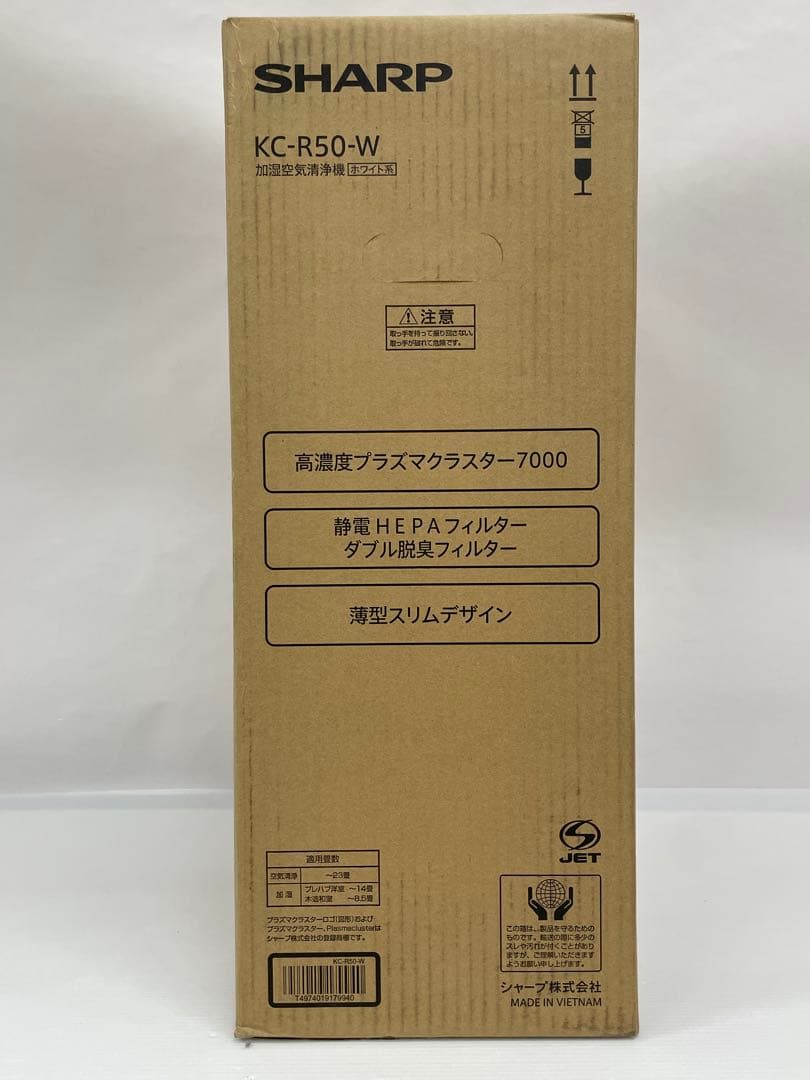 SHARP
KC-R50-W
加湿空気清浄機 ホワイト系
5
注意
取っ手を持って振り回さない。
取っ手が破れて危険です。
高濃度プラズマクラスター7000
静電HEPAフィルター
ダブル脱臭フィルター
薄型スリムデザイン
適用畳数
空気清浄 ～23畳
加湿 プレハブ洋室 ～14畳
木造和室 ～8.5畳
プラズマクラスターロゴ(図形)および
プラズマクラスター、Plasmaclusterは
シャープ株式会社の登録商標です。
KC-R50-W
T4974019179940
JET
この箱は、製品を守るための
ものです。輸送の際に多少の
スレや汚れが付くことがあり
ますが、ご理解いただきます
ようお願い申し上げます。
シャープ株式会社
MADE IN VIETNAM